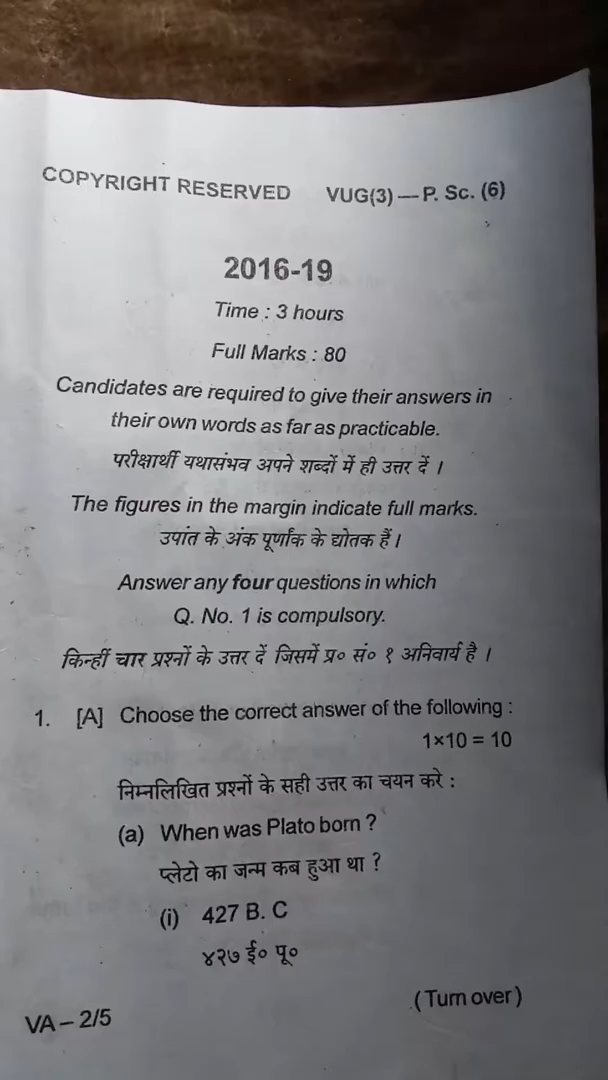 COPYRIGHT RESERVED VUG(3) — P. Sc. (6)
2016-19
Time : 3 hours
Full Marks : 80
Candidates are required to give their answers in
their own words as far as practicable.
परीक्षार्थी यथासंभव अपने शब्दों में ही उत्तर दें ।
The figures in the margin indicate full marks.
उपांत के अंक पूर्णांक के द्योतक हैं ।
Answer any four questions in which
Q. No. 1 is compulsory.
किन्हीं चार प्रश्नों के उत्तर दें जिसमें प्र० सं० १ अनिवार्य है ।
1. [A] Choose the correct answer of the following :
1×10 = 10
निम्नलिखित प्रश्नों के सही उत्तर का चयन करे :
(a) When was Plato born ?
प्लेटो का जन्म कब हुआ था ?
(i) 427 B. C
४२७ ई० पू०
(Turn over)
VA – 2/5